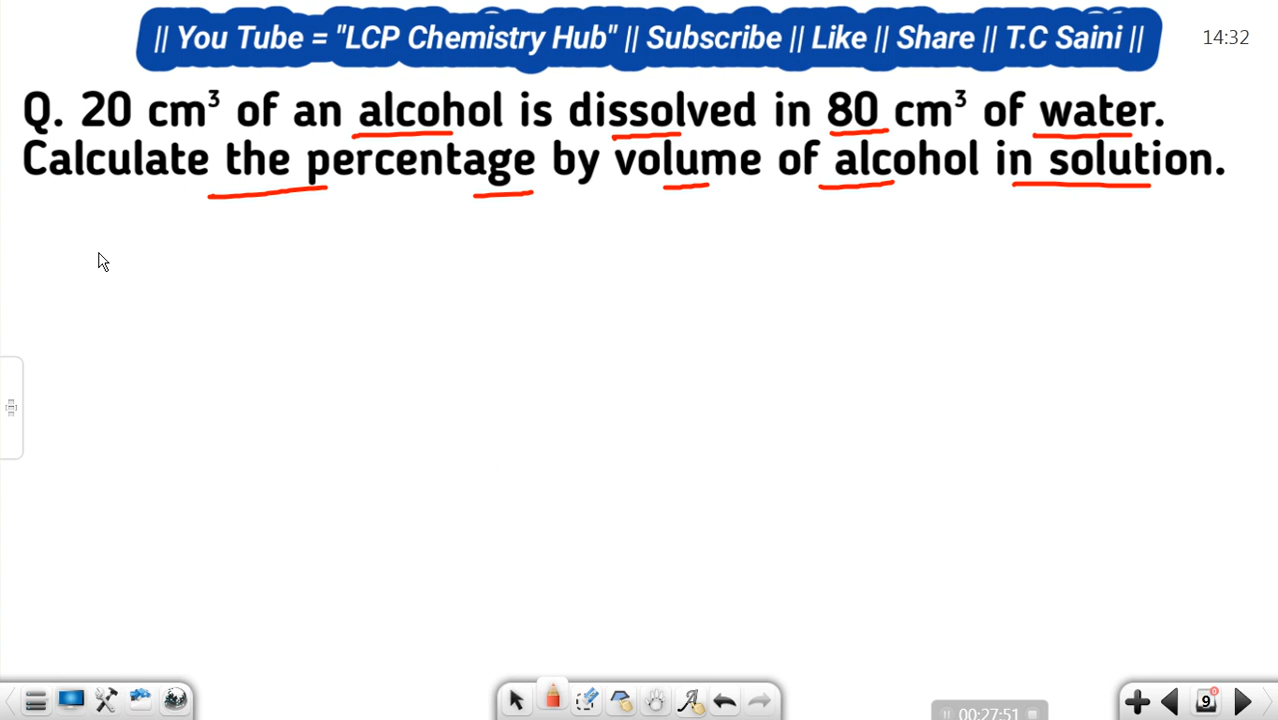 || You Tube = "LCP Chemistry Hub" || Subscribe || Like || Share || T.C Saini ||
14:32
Q. 20 cm³ of an alcohol is dissolved in 80 cm³ of water.
Calculate the percentage by volume of alcohol in solution.
9
00:27:51